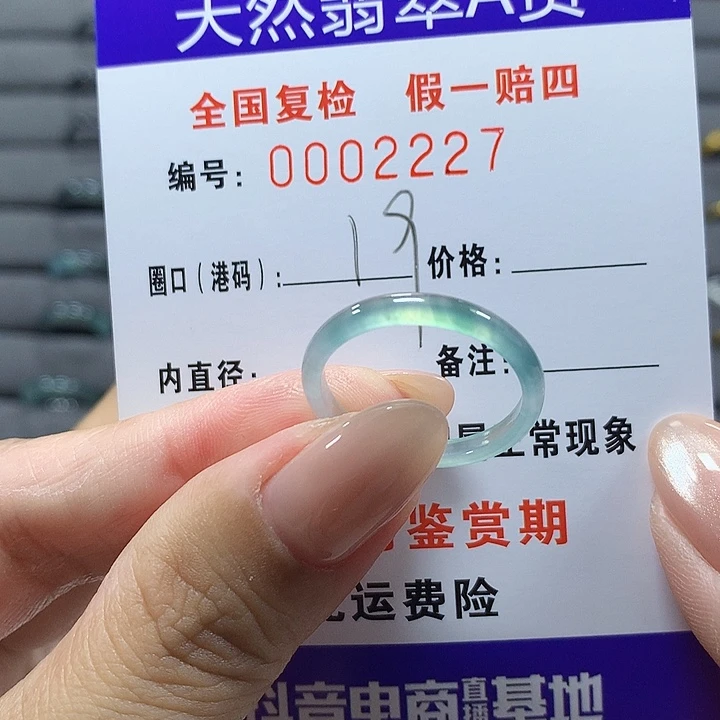 天然翡翠A货
全国复检 假一赔四
编号: 0002227
圈口(港码): 19 价格:
内直径: 备注:
正常现象
鉴赏期
运费险
抖音电商直播基地